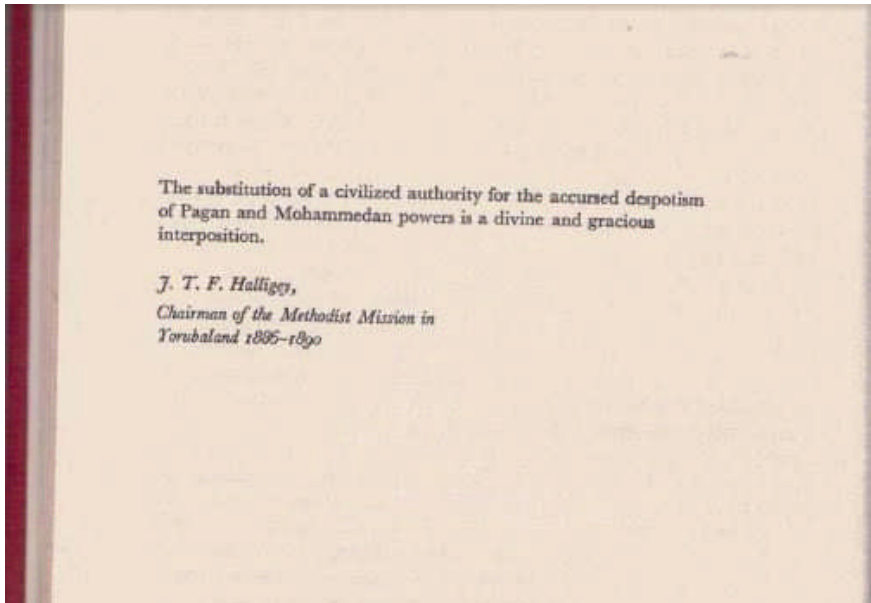 The substitution of a civilized authority for the accursed despotism
of Pagan and Mohammedan powers is a divine and gracious
interposition.
J. T. F. Halligey,
Chairman of the Methodist Mission in
Yorubaland 1886–1890